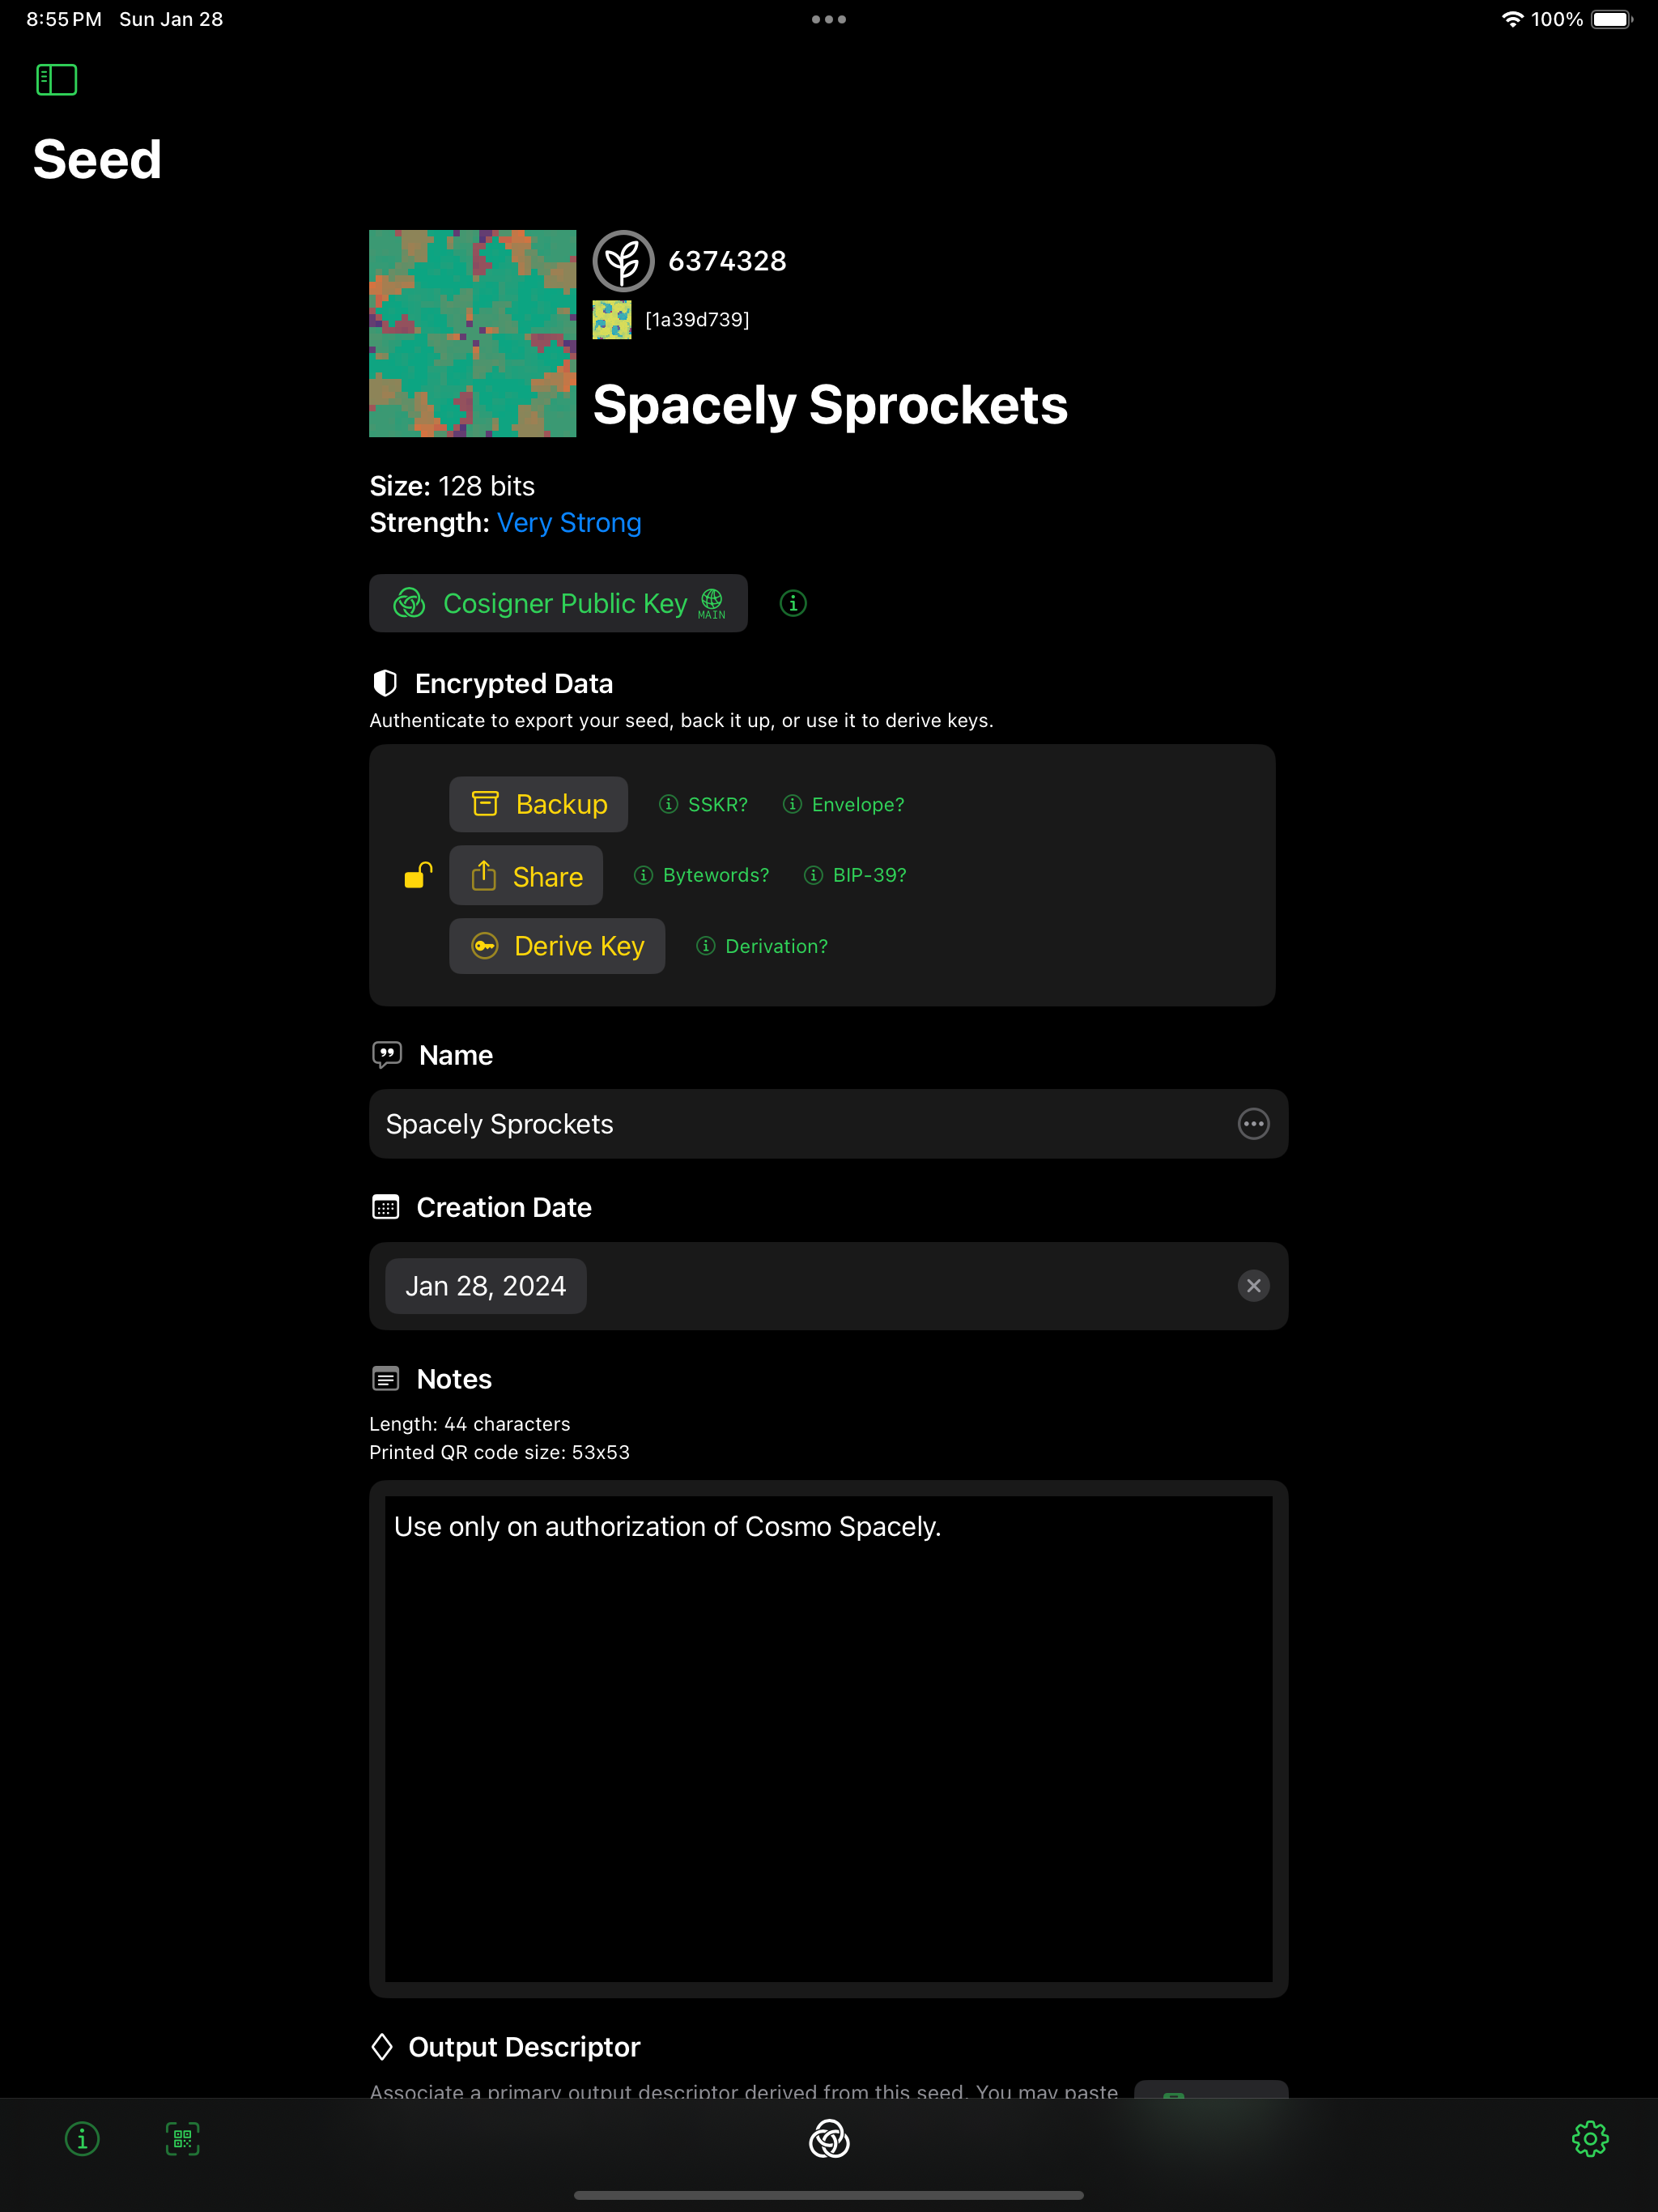 8:55 PM Sun Jan 28
100%
Seed
6374328
[1a39d739]
Spacely Sprockets
Size: 128 bits
Strength: Very Strong
Cosigner Public Key MAIN
Encrypted Data
Authenticate to export your seed, back it up, or use it to derive keys.
Backup SSKR? Envelope?
Share Bytewords? BIP-39?
Derive Key Derivation?
Name
Spacely Sprockets
Creation Date
Jan 28, 2024
Notes
Length: 44 characters
Printed QR code size: 53x53
Use only on authorization of Cosmo Spacely.
Output Descriptor
Associate a primary output descriptor derived from this seed. You may paste